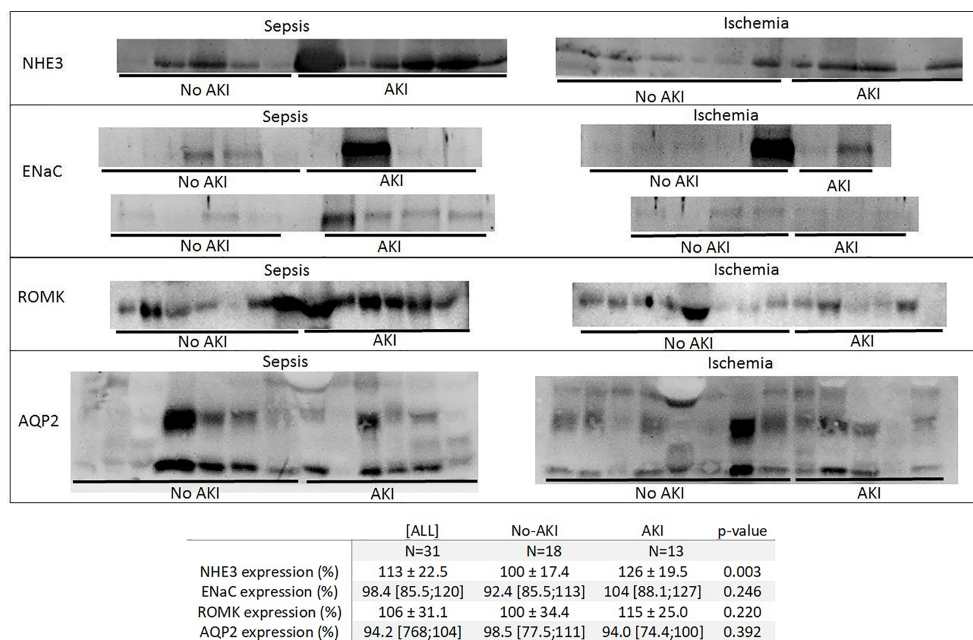 Sepsis
Ischemia
NHE3
No AKI
AKI
No AKI
AKI
Sepsis
Ischemia
ENaC
No AKI
AKI
No AKI
AKI
No AKI
AKI
No AKI
AKI
Sepsis
Ischemia
ROMK
No AKI
AKI
No AKI
AKI
Sepsis
Ischemia
AQP2
No AKI
AKI
No AKI
AKI
[ALL] No-AKI AKI p-value
N=31 N=18 N=13
NHE3 expression (%) 113 ± 22.5 100 ± 17.4 126 ± 19.5 0.003
ENaC expression (%) 98.4 [85.5;120] 92.4 [85.5;113] 104 [88.1;127] 0.246
ROMK expression (%) 106 ± 31.1 100 ± 34.4 115 ± 25.0 0.220
AQP2 expression (%) 94.2 [768;104] 98.5 [77.5;111] 94.0 [74.4;100] 0.392